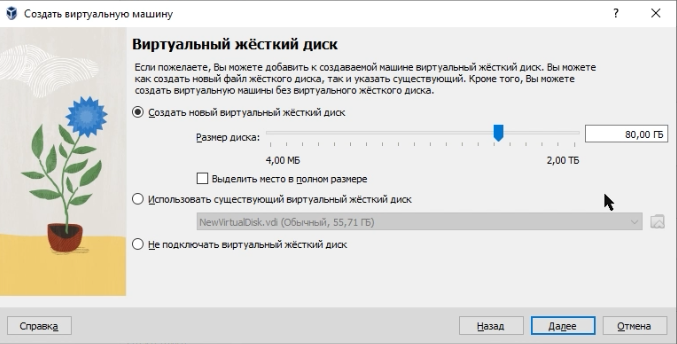 Создать виртуальную машину
Виртуальный жёсткий диск
Если пожелаете, Вы можете добавить к создаваемой машине виртуальный жёсткий диск. Вы можете
как создать новый файл жёсткого диска, так и указать существующий. Кроме того, Вы можете
создать виртуальную машины без виртуального жёсткого диска.
Создать новый виртуальный жёсткий диск
Размер диска:
80,00 ГБ
4,00 МБ
2,00 ТБ
Выделить место в полном размере
Использовать существующий виртуальный жёсткий диск
NewVirtualDisk.vdi (Обычный, 55,71 ГБ)
Не подключать виртуальный жёсткий диск
Справка
Назад
Далее
Отмена